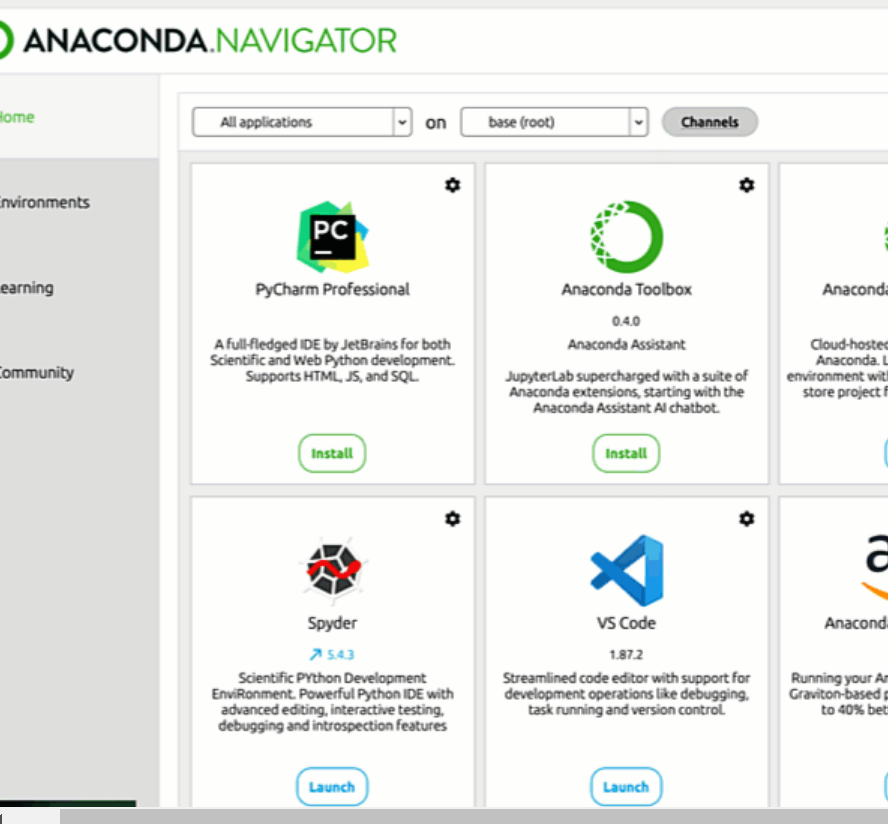 ANACONDA.NAVIGATOR
Home
All applications on base (root) Channels
Environments
Learning
Community
PC
PyCharm Professional
A full-fledged IDE by JetBrains for both
Scientific and Web Python development.
Supports HTML, JS, and SQL.
Install
Anaconda Toolbox
0.4.0
Anaconda Assistant
JupyterLab supercharged with a suite of
Anaconda extensions, starting with the
Anaconda Assistant AI chatbot.
Install
Anaconda
Cloud-hosted
Anaconda.
environment
store project
Spyder
5.4.3
Scientific PYthon Development
EnviRonment. Powerful Python IDE with
advanced editing, interactive testing,
debugging and introspection features
Launch
VS Code
1.87.2
Streamlined code editor with support for
development operations like debugging,
task running and version control.
Launch
a
Anaconda
Running your
Graviton-based
to 40%